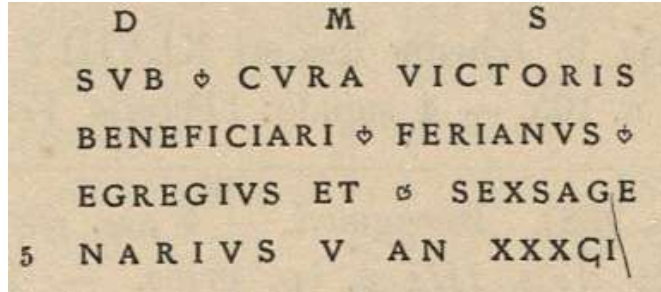 D M S
SVB ❦ CVRA VICTORIS
BENEFICIARI ❦ FERIANVS ❦
EGREGIVS ET ❦ SEXSAGE
5 NARIVS V AN XXXÇI